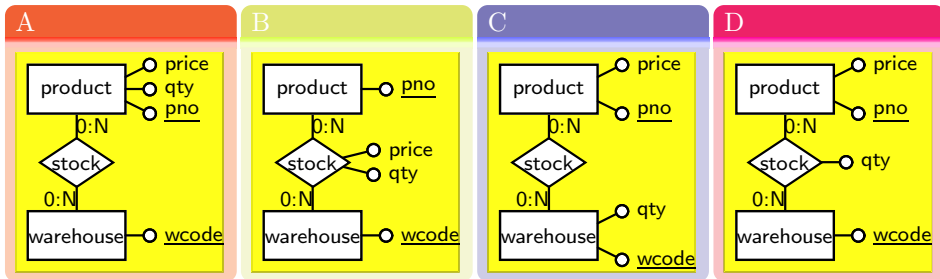 A
price
product
qty
pno
0:N
stock
0:N
warehouse
wcode
B
product
pno
0:N
price
stock
qty
0:N
warehouse
wcode
C
price
product
pno
0:N
stock
0:N
qty
warehouse
wcode
D
price
product
pno
0:N
stock
qty
0:N
warehouse
wcode